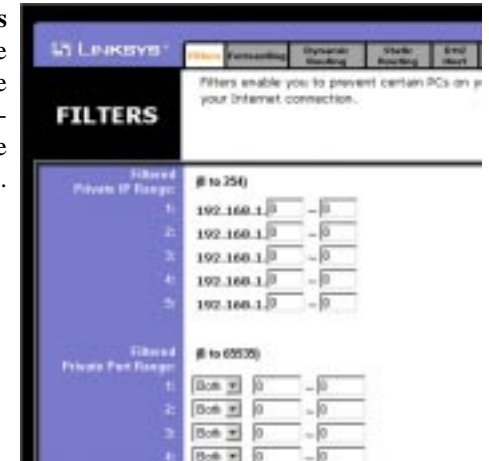 s
e
e
–
e
.
LINKSYS
Filters Forwarding Dynamic Routing Static Routing DMZ Host
Filters enable you to prevent certain PCs on
your Internet connection.
FILTERS
Filtered
Private IP Range:
(0 to 254)
1: 192.168.1.0 ~ 0
2: 192.168.1.0 ~ 0
3: 192.168.1.0 ~ 0
4: 192.168.1.0 ~ 0
5: 192.168.1.0 ~ 0
Filtered
Private Port Range:
(0 to 65535)
1: Both 0 ~ 0
2: Both 0 ~ 0
3: Both 0 ~ 0
4: Both 0 ~ 0